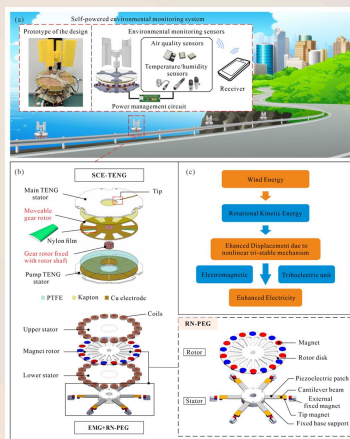 (a)
Self-powered environmental monitoring system
Prototype of the design
Environmental monitoring sensors
Air quality sensors
Temperature/humidity
sensors
Receiver
Power management circuit
(b)
SCE-TENG
Main TENG
stator
Tip
Moveable
gear rotor
Nylon film
Gear rotor fixed
with rotor shaft
Pump TENG
stator
PTFE
Kapton
Cu electrode
Coils
Upper stator
Magnet rotor
Lower stator
EMG+RN-PEG
(c)
Wind Energy
Rotational Kinetic Energy
Ehanced Displacement due to
nonlinear tri-stable mechanism
Electromagnetic
Triboelectric unit
Enhanced Electricity
RN-PEG
Rotor
Magnet
Rotor disk
Stator
Piezoelectric patch
Cantilever beam
External
fixed magnet
Tip magnet
Fixed base support